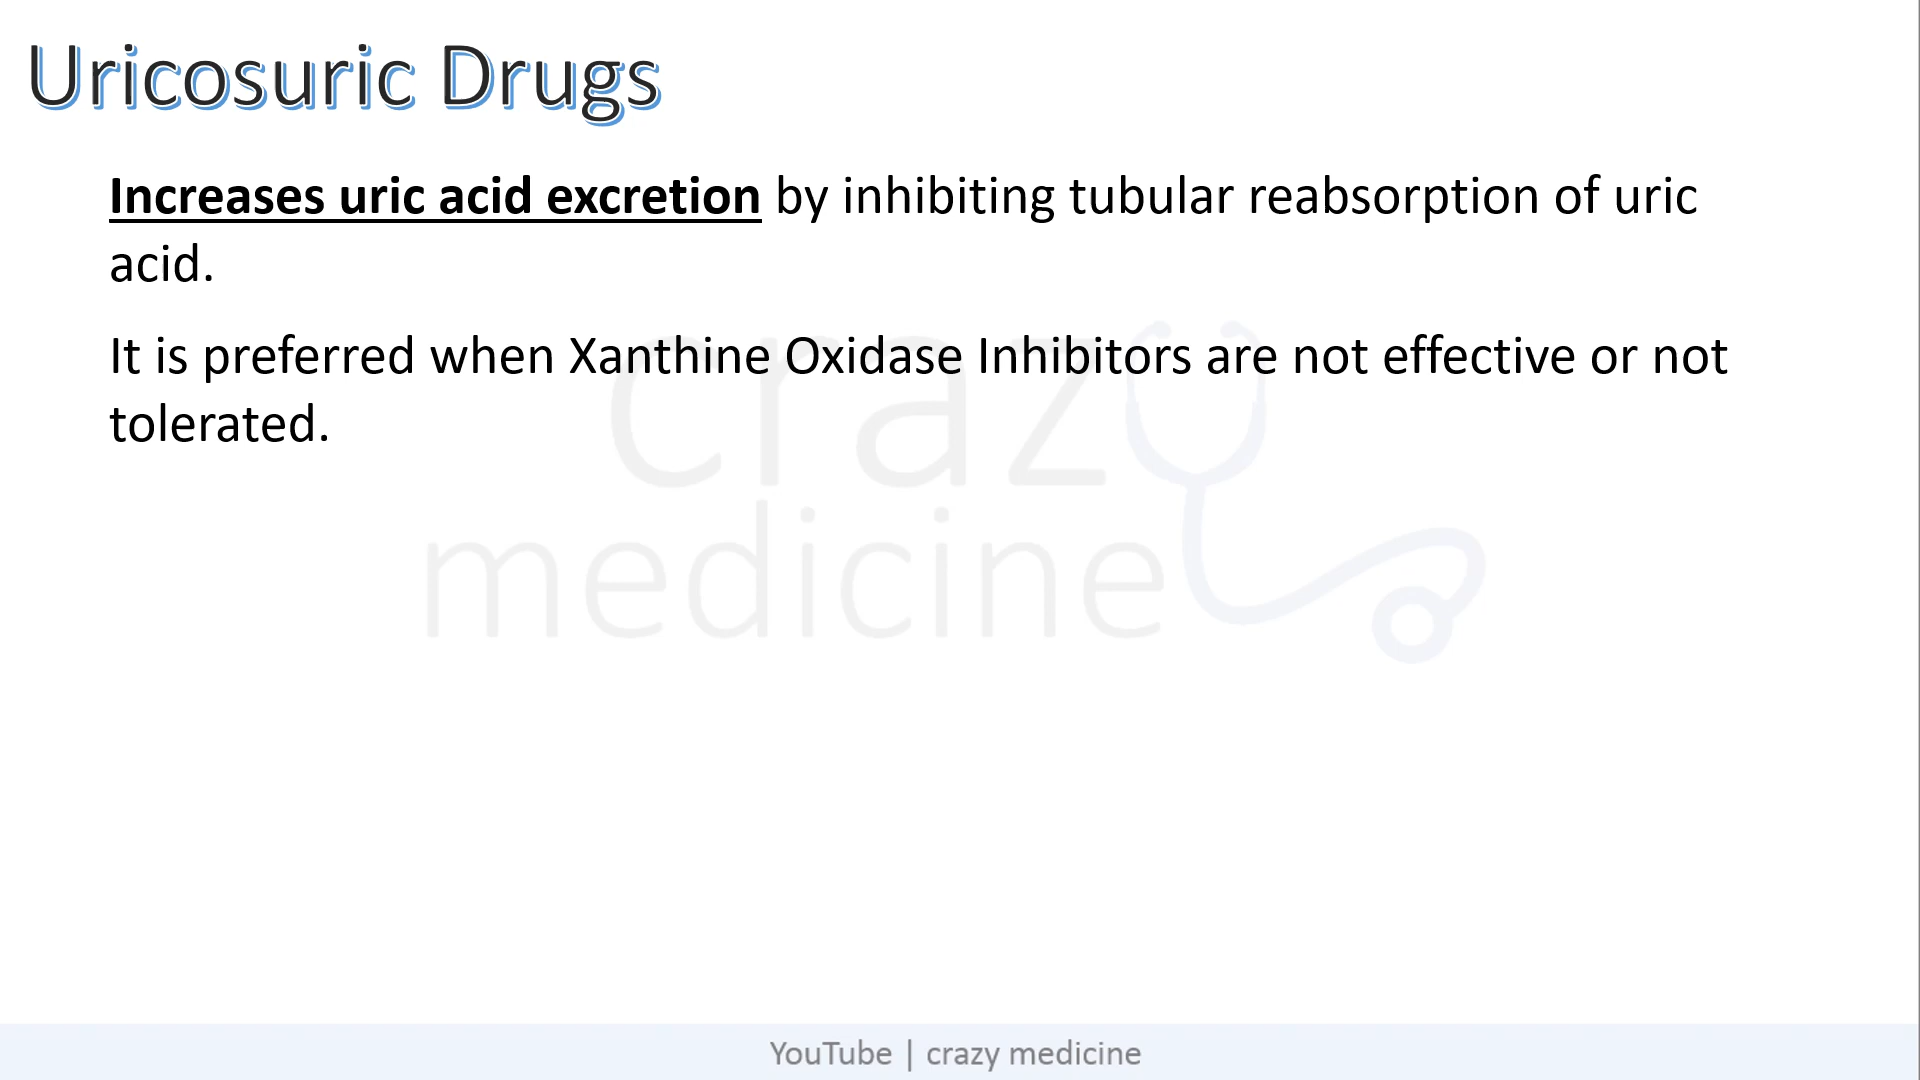 Uricosuric Drugs
Increases uric acid excretion by inhibiting tubular reabsorption of uric
acid.
It is preferred when Xanthine Oxidase Inhibitors are not effective or not
tolerated.
crazy
medicine
YouTube | crazy medicine